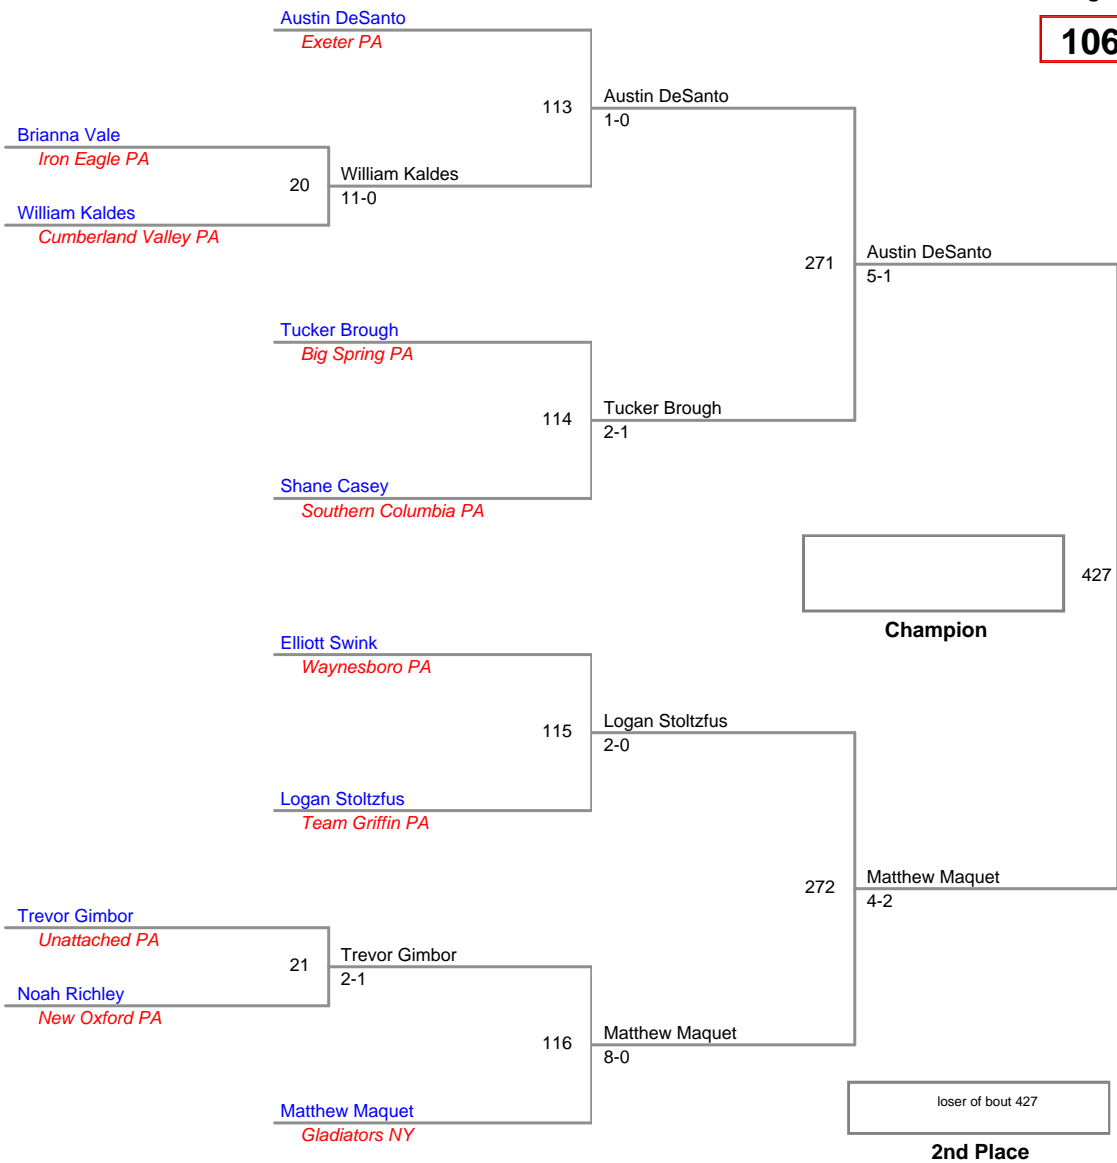 Austin DeSanto
Exeter PA
106
113
Austin DeSanto
1-0
Brianna Vale
Iron Eagle PA
20
William Kaldes
11-0
William Kaldes
Cumberland Valley PA
271
Austin DeSanto
5-1
Tucker Brough
Big Spring PA
114
Tucker Brough
2-1
Shane Casey
Southern Columbia PA
427
Champion
Elliott Swink
Waynesboro PA
115
Logan Stoltzfus
2-0
Logan Stoltzfus
Team Griffin PA
272
Matthew Maquet
4-2
Trevor Gimbor
Unattached PA
21
Trevor Gimbor
2-1
Noah Richley
New Oxford PA
116
Matthew Maquet
8-0
Matthew Maquet
Gladiators NY
loser of bout 427
2nd Place